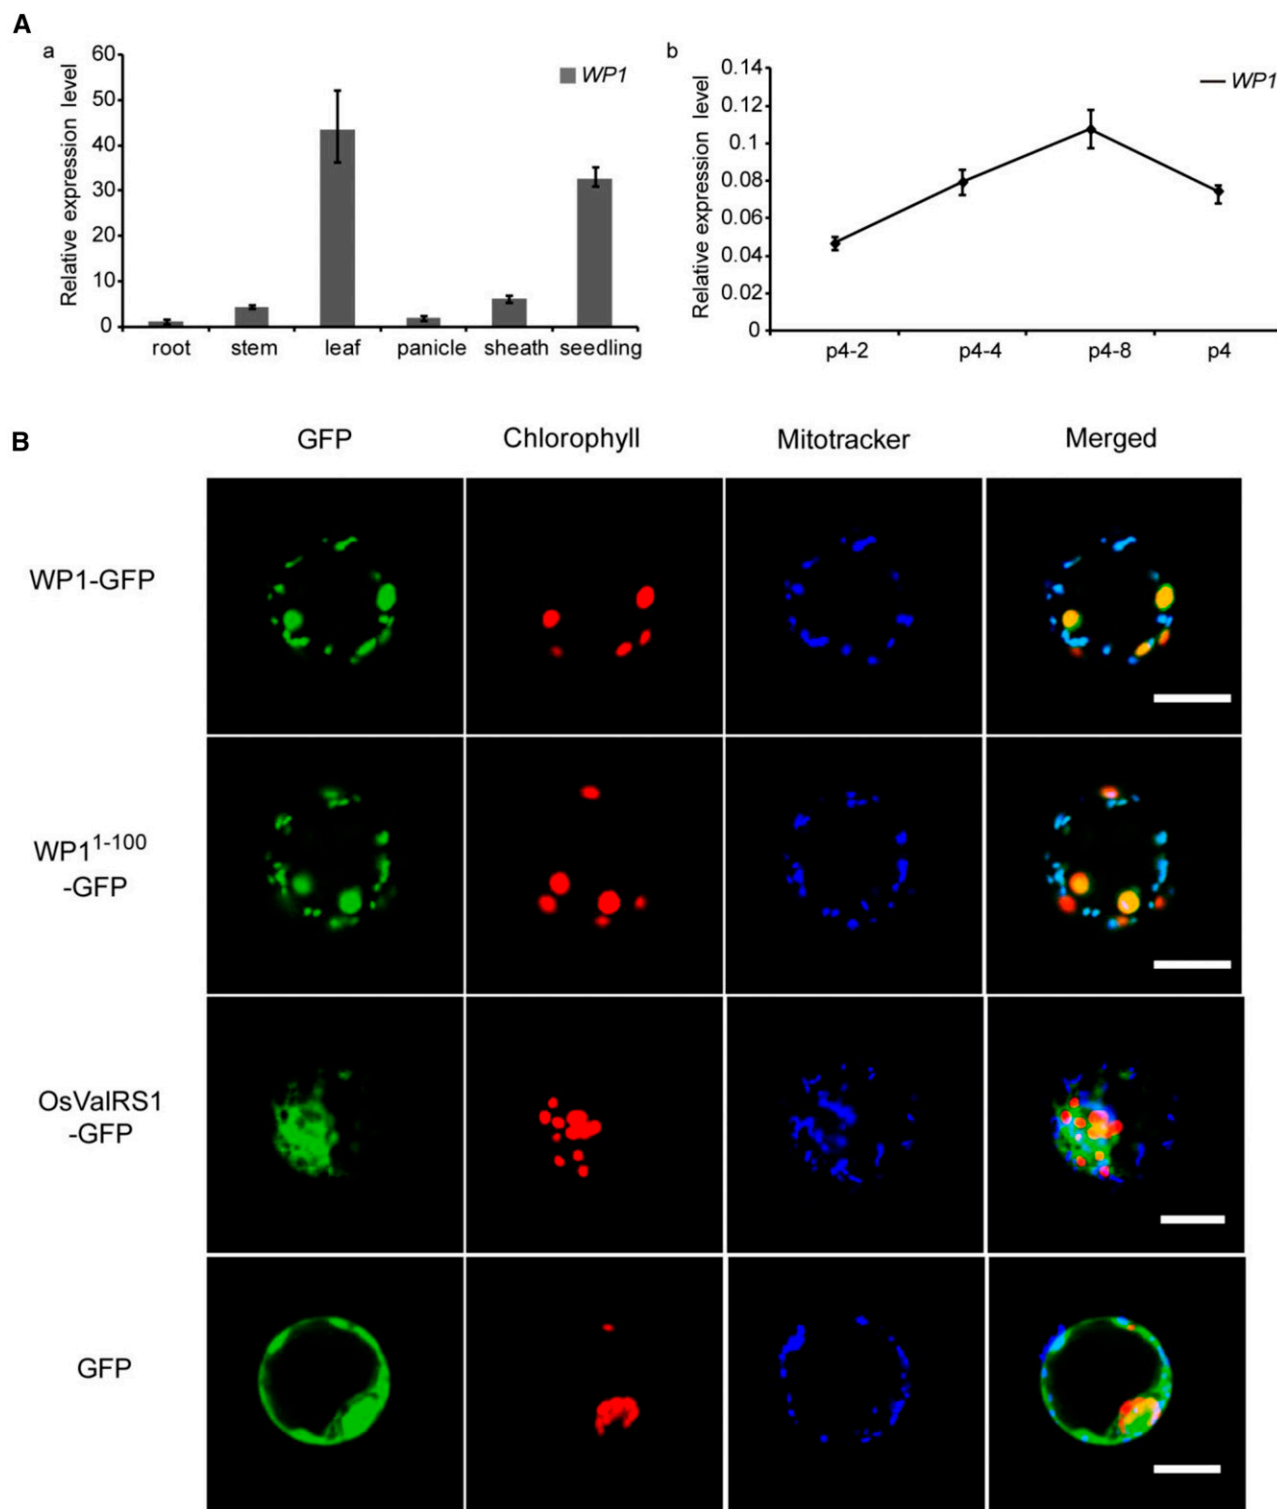 A
a
Relative expression level
60
50
40
30
20
10
0
WP1
root stem leaf panicle sheath seedling
b
Relative expression level
0.14
0.12
0.1
0.08
0.06
0.04
0.02
0
WP1
p4-2 p4-4 p4-8 p4
B
GFP Chlorophyll Mitotracker Merged
WP1-GFP
WP1¹⁻¹⁰⁰
-GFP
OsValRS1
-GFP
GFP